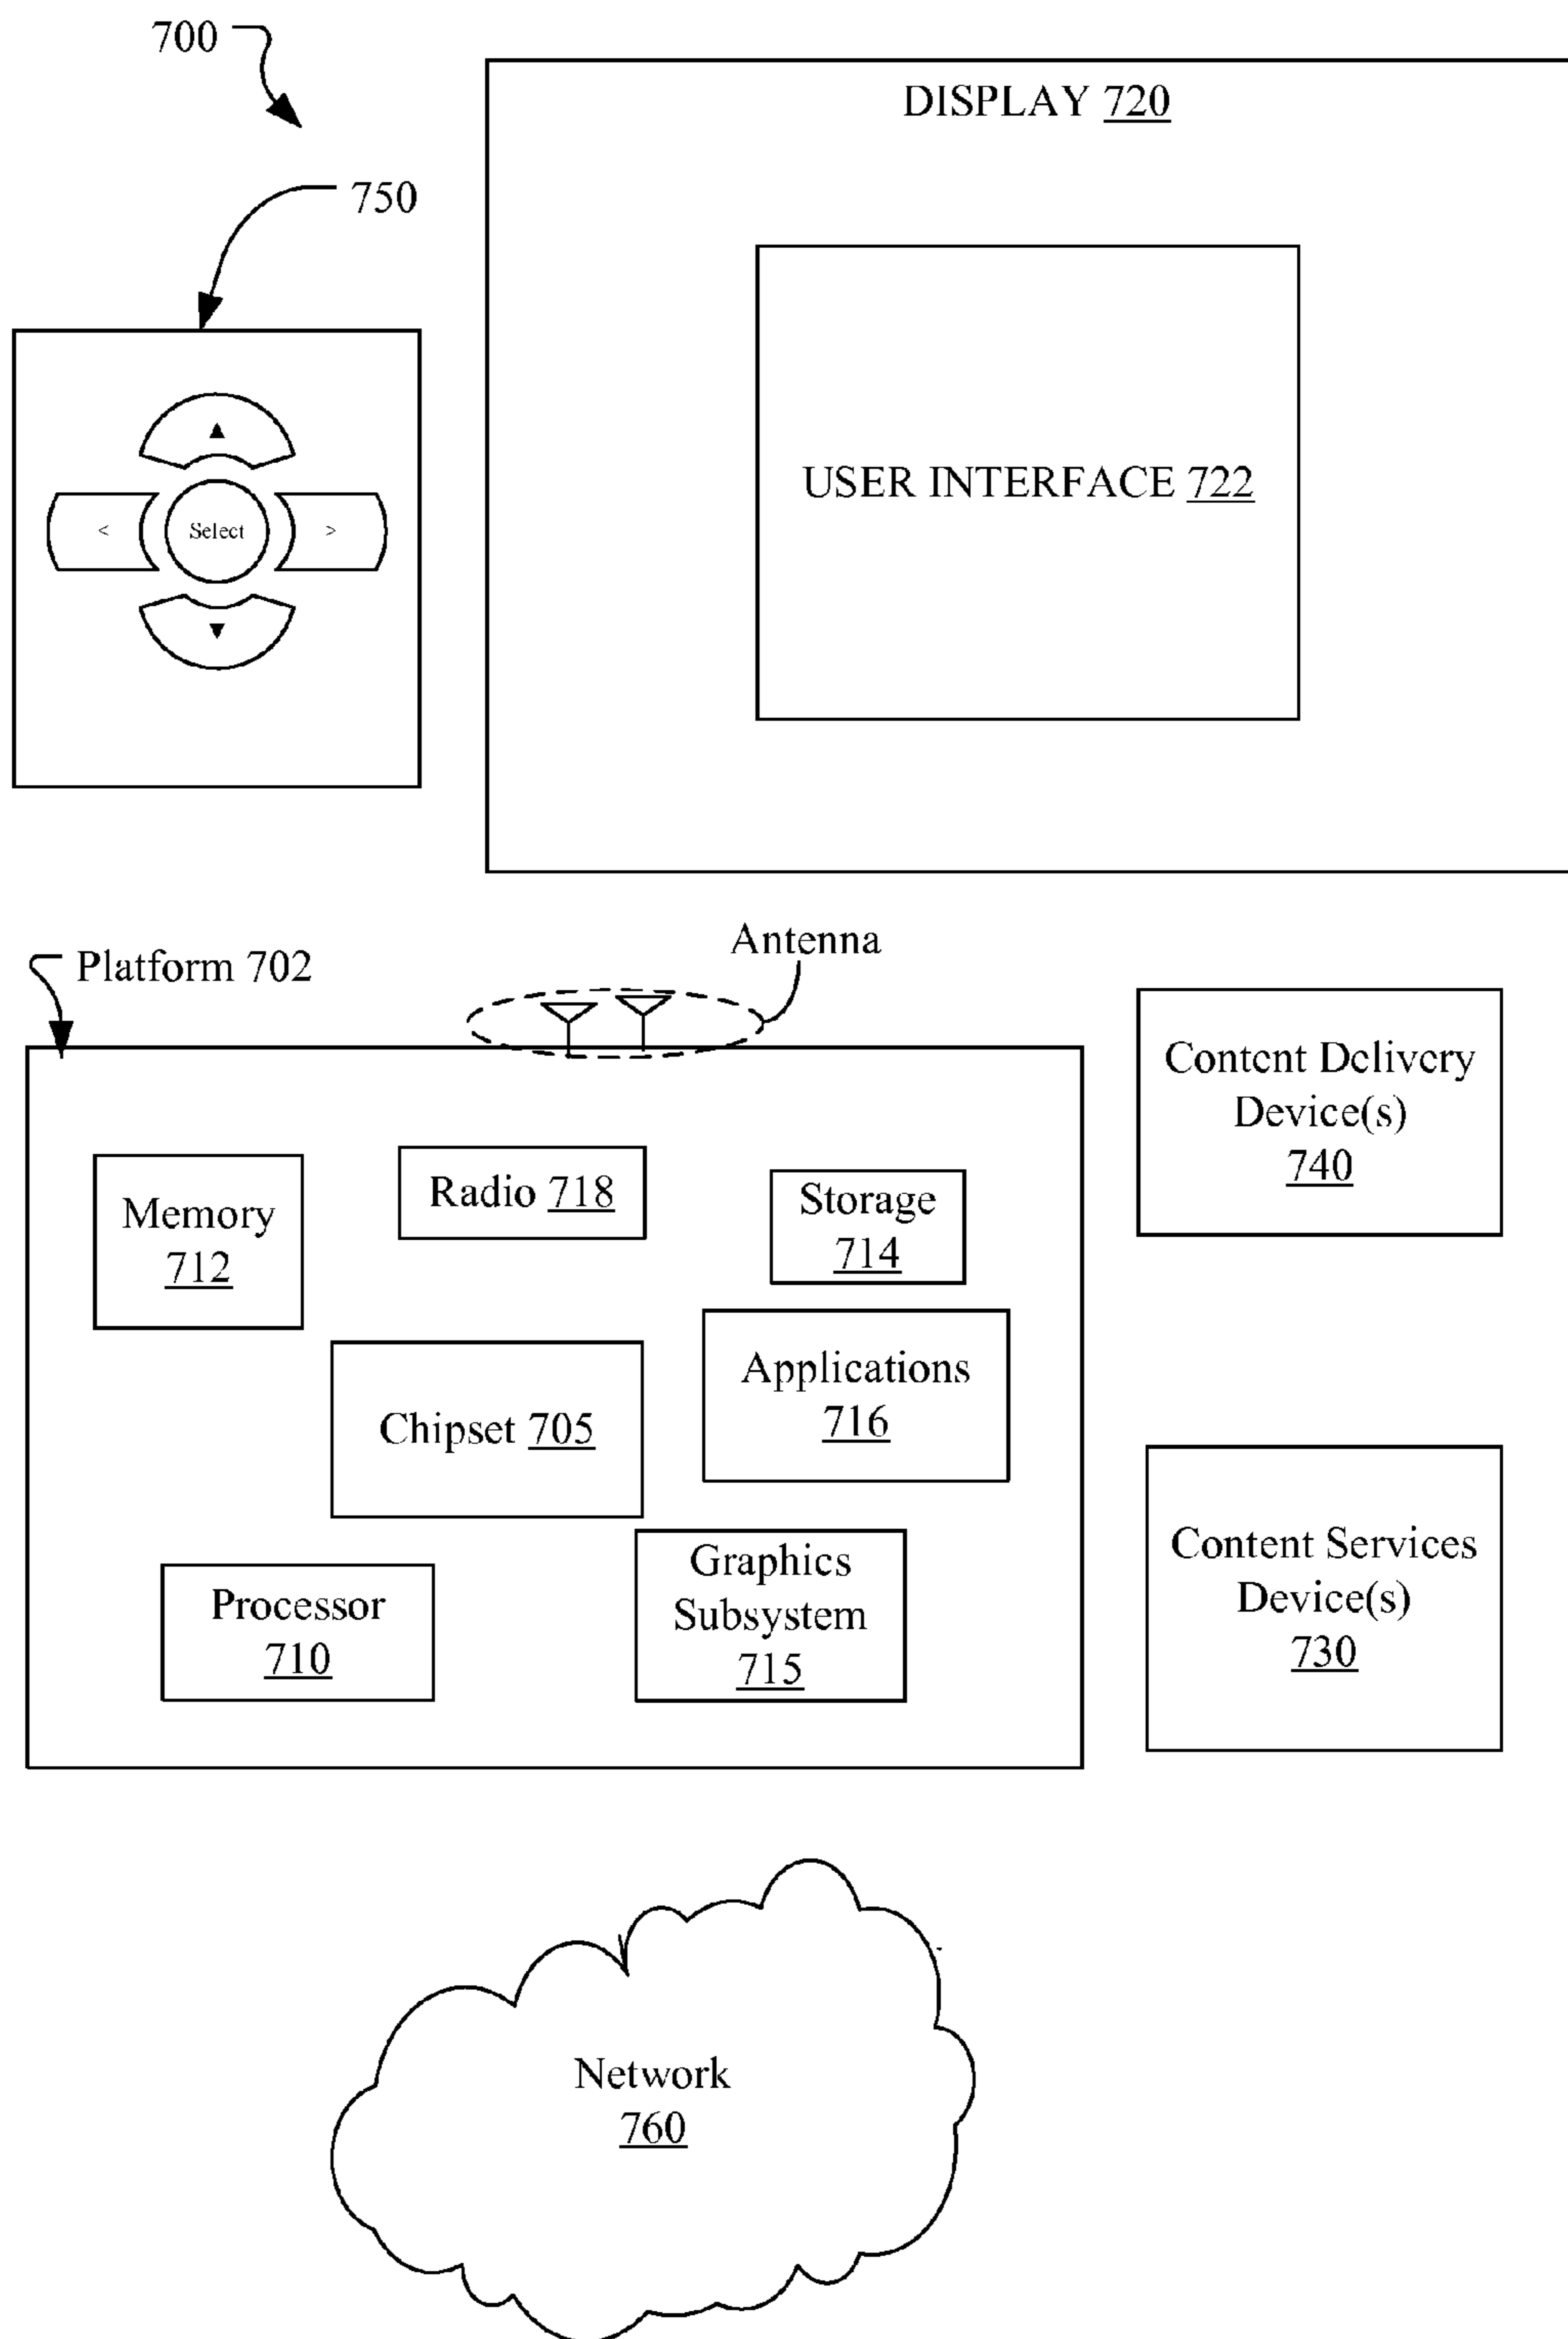 700
DISPLAY 720
750
▲
USER INTERFACE 722
< Select >
▼
Antenna
Platform 702
Content Delivery
Device(s)
740
Memory
712
Radio 718
Storage
714
Chipset 705
Applications
716
Processor
710
Graphics
Subsystem
715
Content Services
Device(s)
730
Network
760